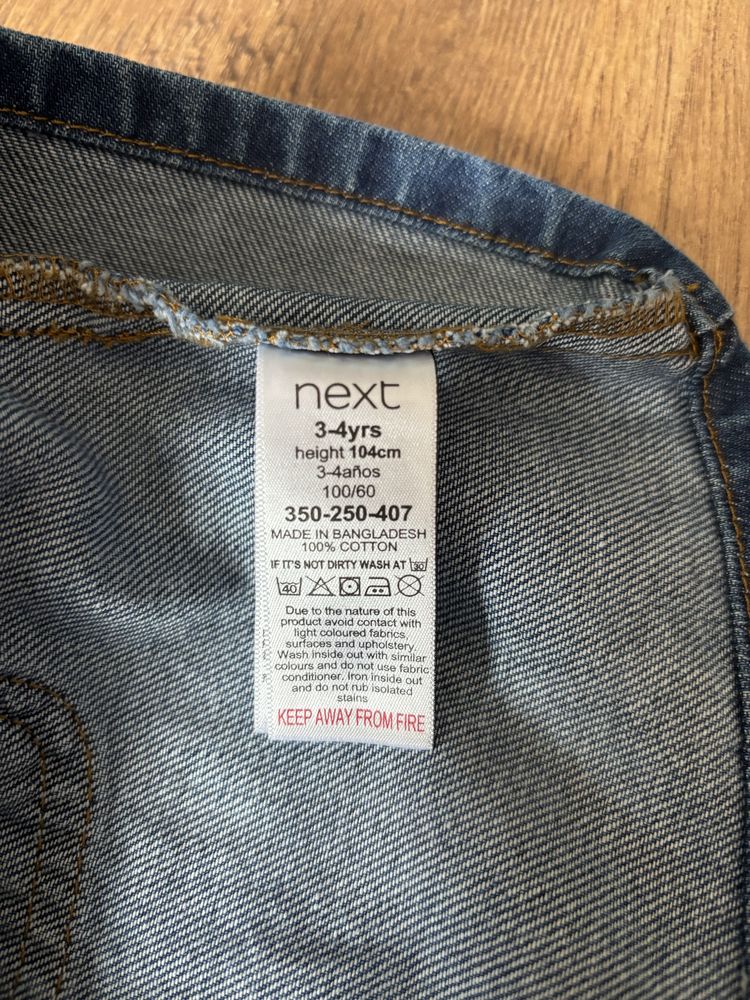 next
3-4yrs
height 104cm
3-4años
100/60
350-250-407
MADE IN BANGLADESH
100% COTTON
IF IT'S NOT DIRTY WASH AT 30
40
Due to the nature of this
product avoid contact with
light coloured fabrics,
surfaces and upholstery.
Wash inside out with similar
colours and do not use fabric
conditioner. Iron inside out
and do not rub isolated
stains
KEEP AWAY FROM FIRE